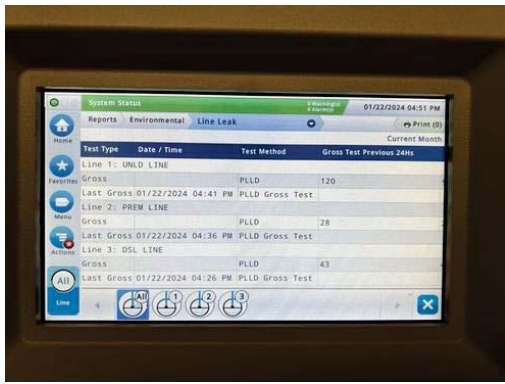 System Status
0 Warning(s)
0 Alarm(s)
01/22/2024 04:51 PM
Reports Environmental Line Leak
Print (0)
Current Month
Home
Favorites
Menu
Actions
All
Line
Test Type Date / Time Test Method Gross Test Previous 24Hs
Line 1: UNLD LINE
Gross PLLD 120
Last Gross 01/22/2024 04:41 PM PLLD Gross Test
Line 2: PREM LINE
Gross PLLD 28
Last Gross 01/22/2024 04:36 PM PLLD Gross Test
Line 3: DSL LINE
Gross PLLD 43
Last Gross 01/22/2024 04:26 PM PLLD Gross Test
All 1 2 3